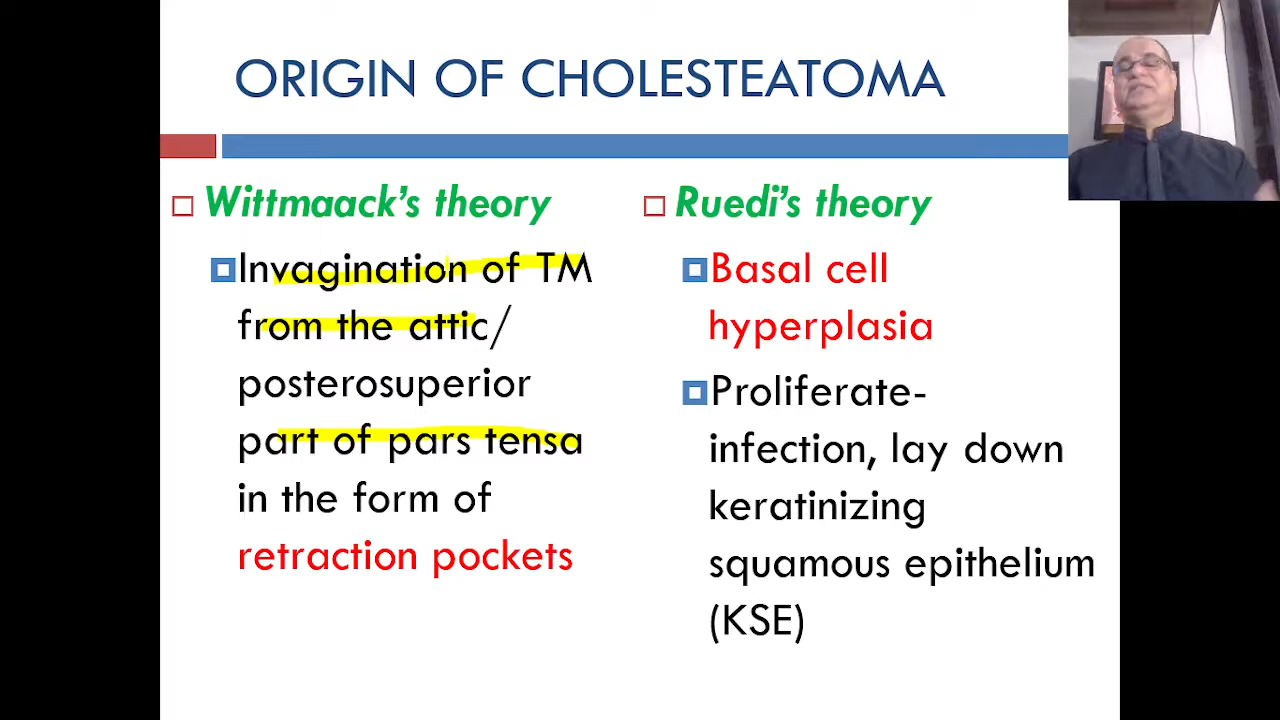 ORIGIN OF CHOLESTEATOMA
Wittmaack's theory
Invagination of TM
from the attic/
posterosuperior
part of pars tensa
in the form of
retraction pockets
Ruedi's theory
Basal cell
hyperplasia
Proliferate-
infection, lay down
keratinizing
squamous epithelium
(KSE)